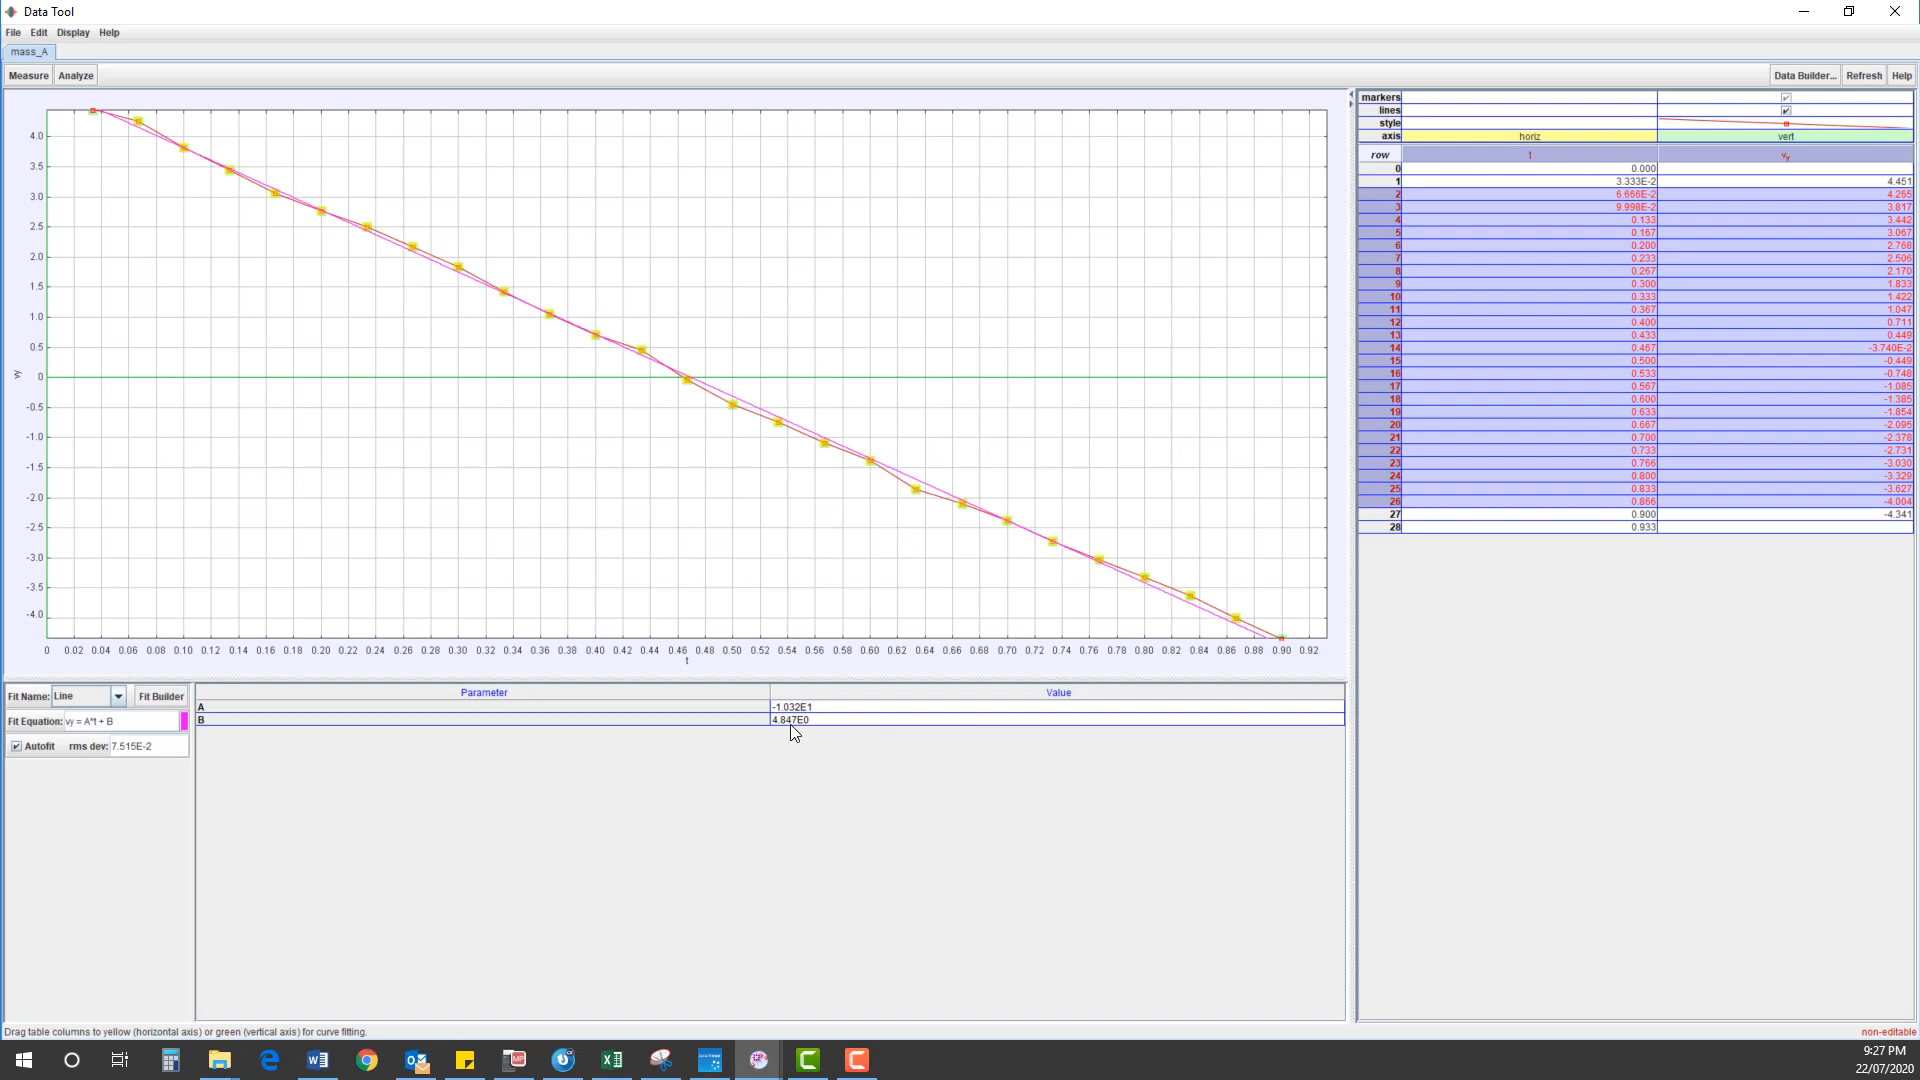 Data Tool
File Edit Display Help
mass_A
Measure Analyze Data Builder... Refresh Help
4.0
3.5
3.0
2.5
2.0
1.5
1.0
0.5
0
-0.5
-1.0
-1.5
-2.0
-2.5
-3.0
-3.5
-4.0
vy
0 0.02 0.04 0.06 0.08 0.10 0.12 0.14 0.16 0.18 0.20 0.22 0.24 0.26 0.28 0.30 0.32 0.34 0.36 0.38 0.40 0.42 0.44 0.46 0.48 0.50 0.52 0.54 0.56 0.58 0.60 0.62 0.64 0.66 0.68 0.70 0.72 0.74 0.76 0.78 0.80 0.82 0.84 0.86 0.88 0.90 0.92
t
markers
lines
style
axis horiz vert
row t vy
0 0.000
1 3.333E-2 4.451
2 6.666E-2 4.265
3 9.998E-2 3.817
4 0.133 3.442
5 0.167 3.067
6 0.200 2.768
7 0.233 2.506
8 0.267 2.170
9 0.300 1.833
10 0.333 1.422
11 0.367 1.047
12 0.400 0.711
13 0.433 0.449
14 0.467 -3.740E-2
15 0.500 -0.449
16 0.533 -0.748
17 0.567 -1.085
18 0.600 -1.385
19 0.633 -1.854
20 0.667 -2.095
21 0.700 -2.378
22 0.733 -2.731
23 0.766 -3.030
24 0.800 -3.329
25 0.833 -3.627
26 0.866 -4.004
27 0.900 -4.341
28 0.933
Fit Name: Line Fit Builder
Fit Equation: vy = A*t + B
Autofit rms dev: 7.515E-2
Parameter Value
A -1.032E1
B 4.847E0
Drag table columns to yellow (horizontal axis) or green (vertical axis) for curve fitting.
non-editable
9:27 PM
22/07/2020